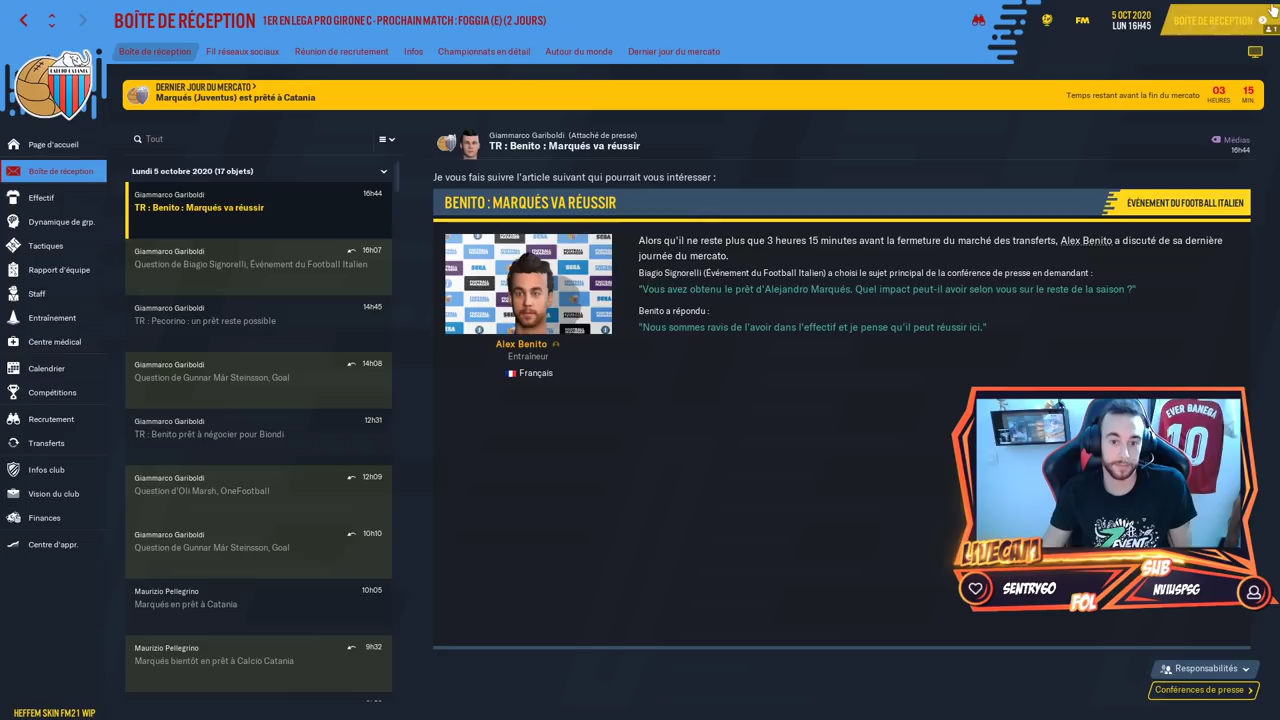 BOÎTE DE RÉCEPTION
1ER EN LEGA PRO GIRONE C - PROCHAIN MATCH : FOGGIA (E) (2 JOURS)
FM
5 OCT 2020
LUN 16H45
BOÎTE DE RÉCEPTION
1
Boîte de réception
Fil réseaux sociaux
Réunion de recrutement
Infos
Championnats en détail
Autour du monde
Dernier jour du mercato
CALCIO CATANIA
DERNIER JOUR DU MERCATO >
Marqués (Juventus) est prêté à Catania
Temps restant avant la fin du mercato
03
HEURES
15
MIN.
Page d'accueil
Boîte de réception
Effectif
Dynamique de grp.
Tactiques
Rapport d'équipe
Staff
Entraînement
Centre médical
Calendrier
Compétitions
Recrutement
Transferts
Infos club
Vision du club
Finances
Centre d'appr.
HEFFEM SKIN FM21 WIP
Tout
Lundi 5 octobre 2020 (17 objets)
Giammarco Gariboldi 16h44
TR : Benito : Marqués va réussir
Giammarco Gariboldi 16h07
Question de Biagio Signorelli, Événement du Football Italien
Giammarco Gariboldi 14h45
TR : Pecorino : un prêt reste possible
Giammarco Gariboldi 14h08
Question de Gunnar Már Steinsson, Goal
Giammarco Gariboldi 12h31
TR : Benito prêt à négocier pour Biondi
Giammarco Gariboldi 12h09
Question d'Oli Marsh, OneFootball
Giammarco Gariboldi 10h10
Question de Gunnar Már Steinsson, Goal
Maurizio Pellegrino 10h05
Marqués en prêt à Catania
Maurizio Pellegrino 9h32
Marqués bientôt en prêt à Calcio Catania
Giammarco Gariboldi (Attaché de presse)
TR : Benito : Marqués va réussir
Médias
16h44
Je vous fais suivre l'article suivant qui pourrait vous intéresser :
BENITO : MARQUÉS VA RÉUSSIR
ÉVÉNEMENT DU FOOTBALL ITALIEN
SEGA
Alex Benito
Entraîneur
Français
Alors qu'il ne reste plus que 3 heures 15 minutes avant la fermeture du marché des transferts, Alex Benito a discuté de sa dernière
journée du mercato.
Biagio Signorelli (Événement du Football Italien) a choisi le sujet principal de la conférence de presse en demandant :
"Vous avez obtenu le prêt d'Alejandro Marqués. Quel impact peut-il avoir selon vous sur le reste de la saison ?"
Benito a répondu :
"Nous sommes ravis de l'avoir dans l'effectif et je pense qu'il peut réussir ici."
EVER BANEGA
10
7 EVENT
LIVECAM
SUB
SENTRY60
FOL
Responsabilités
Conférences de presse >